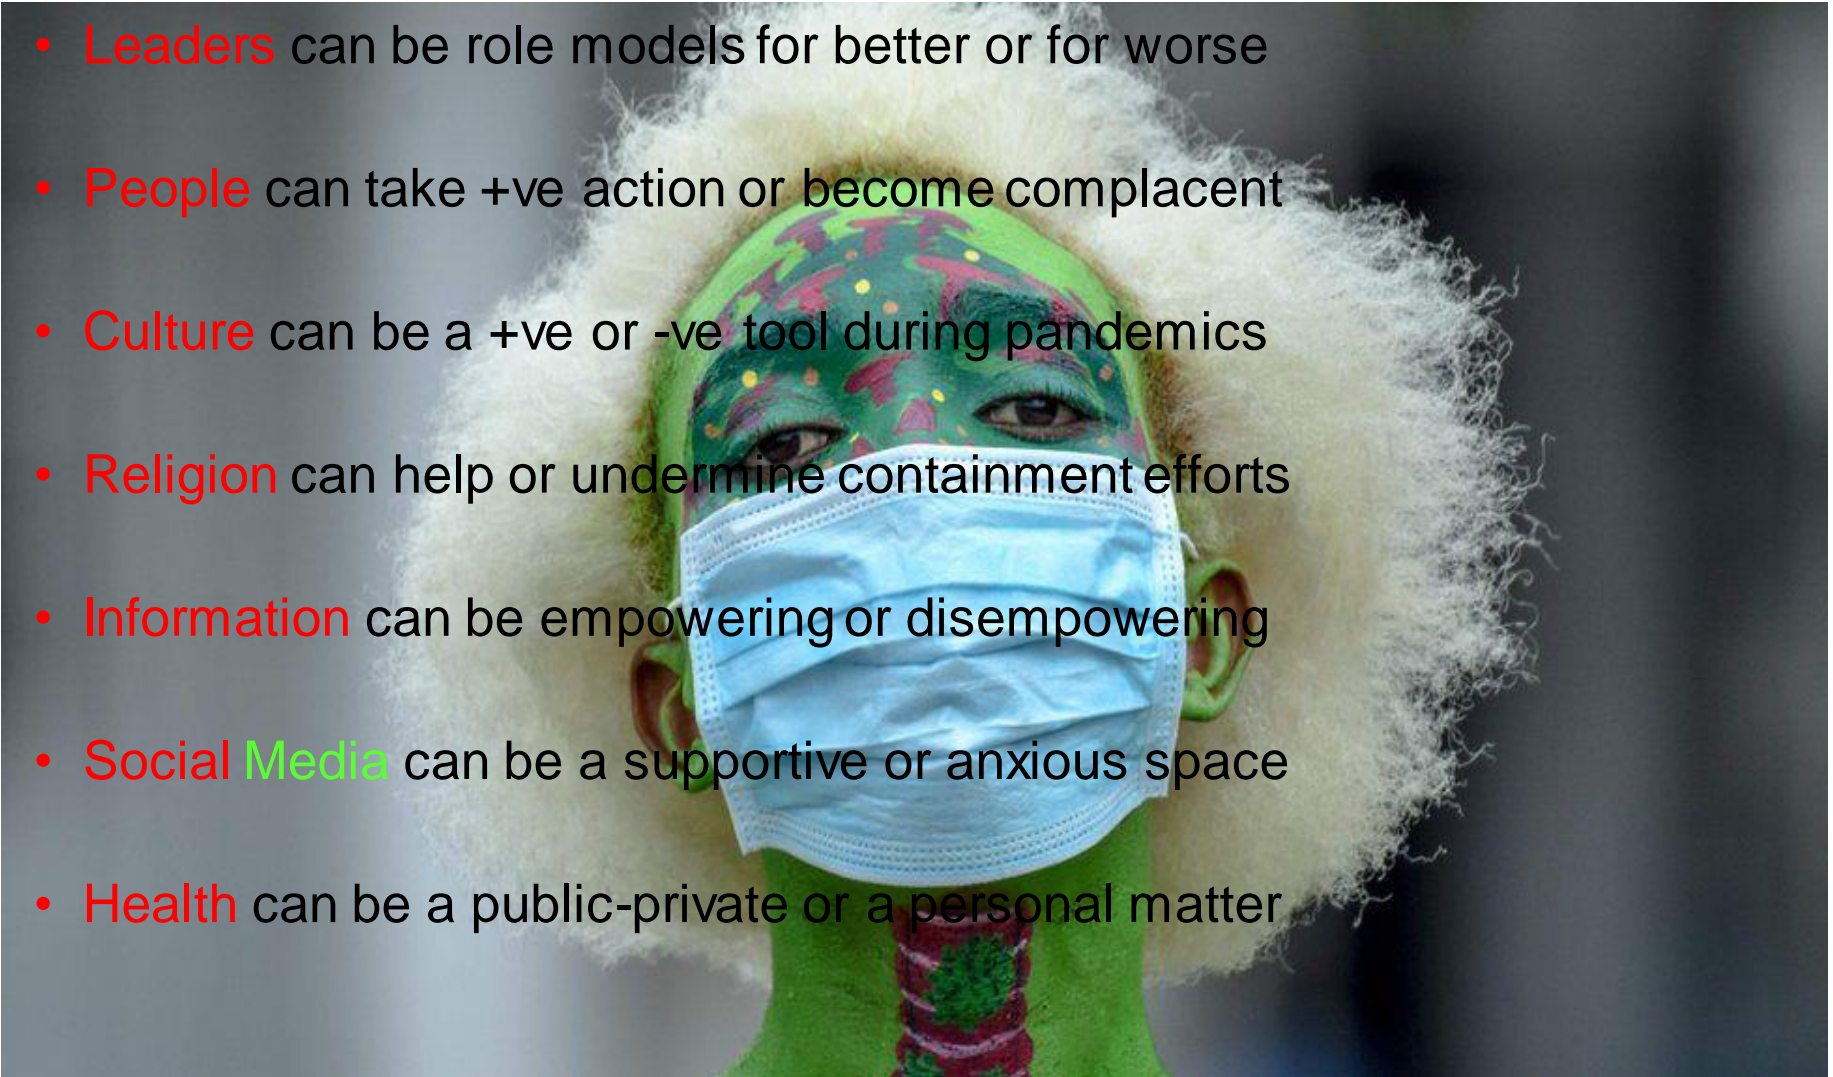 • Leaders can be role models for better or for worse
• People can take +ve action or become complacent
• Culture can be a +ve or -ve tool during pandemics
• Religion can help or undermine containment efforts
• Information can be empowering or disempowering
• Social Media can be a supportive or anxious space
• Health can be a public-private or a personal matter